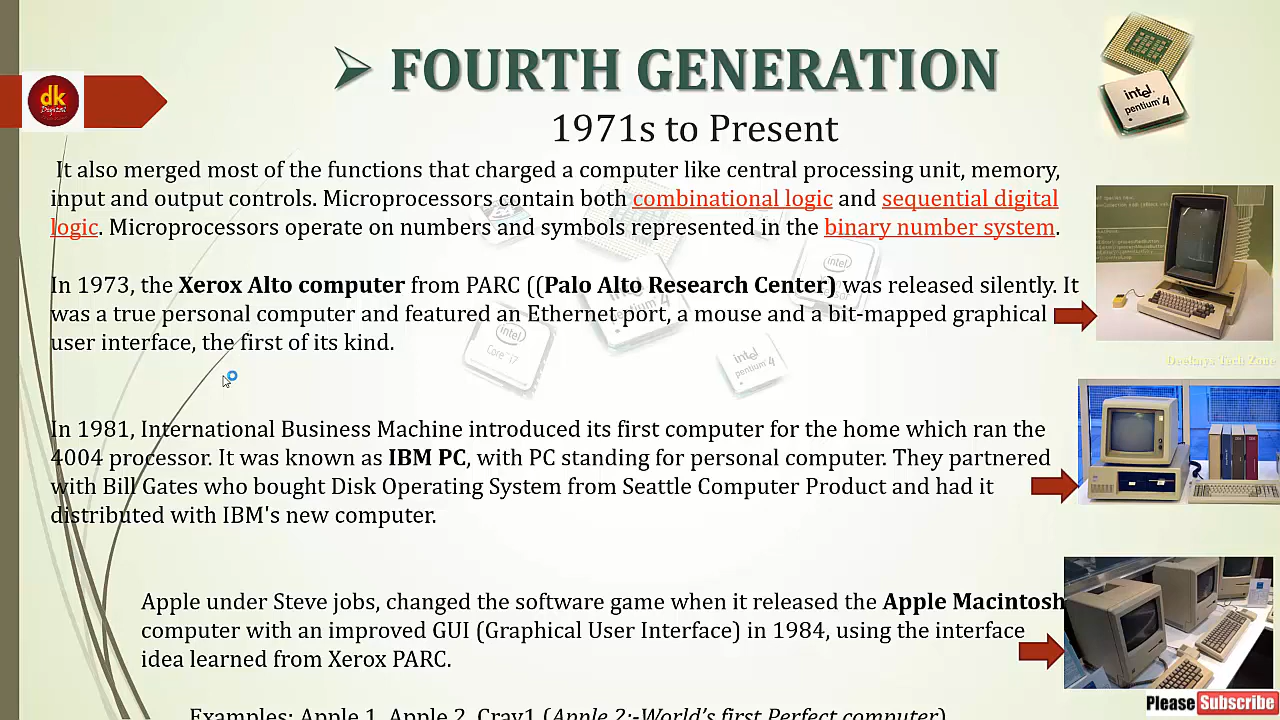 ➢ FOURTH GENERATION
1971s to Present
dk
Digital
intel
pentium 4
It also merged most of the functions that charged a computer like central processing unit, memory,
input and output controls. Microprocessors contain both combinational logic and sequential digital
logic. Microprocessors operate on numbers and symbols represented in the binary number system.
In 1973, the Xerox Alto computer from PARC ((Palo Alto Research Center) was released silently. It
was a true personal computer and featured an Ethernet port, a mouse and a bit-mapped graphical
user interface, the first of its kind.
intel
Core i7
intel
pentium 4
Deekays Tech Zone
In 1981, International Business Machine introduced its first computer for the home which ran the
4004 processor. It was known as IBM PC, with PC standing for personal computer. They partnered
with Bill Gates who bought Disk Operating System from Seattle Computer Product and had it
distributed with IBM's new computer.
Apple under Steve jobs, changed the software game when it released the Apple Macintosh
computer with an improved GUI (Graphical User Interface) in 1984, using the interface
idea learned from Xerox PARC.
Examples: Apple 1, Apple 2, Cray1 (Apple 2:-World's first Perfect computer)
Please Subscribe